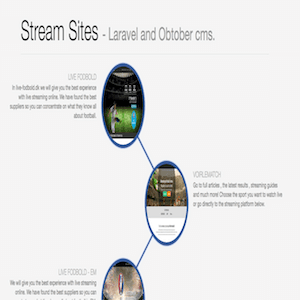 Stream Sites - Laravel and Obtober cms.
LIVE FODBOLD
In live-fodbold.dk we will give you the best experience
with live streaming online. We have found the best
suppliers so you can concentrate on what they know all
about football.
VORLEMATCH
Go to full articles , the latest results , streaming guides
and much more! Choose the sport you want to watch live
or go directly to the streaming platform below.
LIVE FODBOLD - EM
We will give you the best experience with live streaming
online. We have found the best suppliers so you can